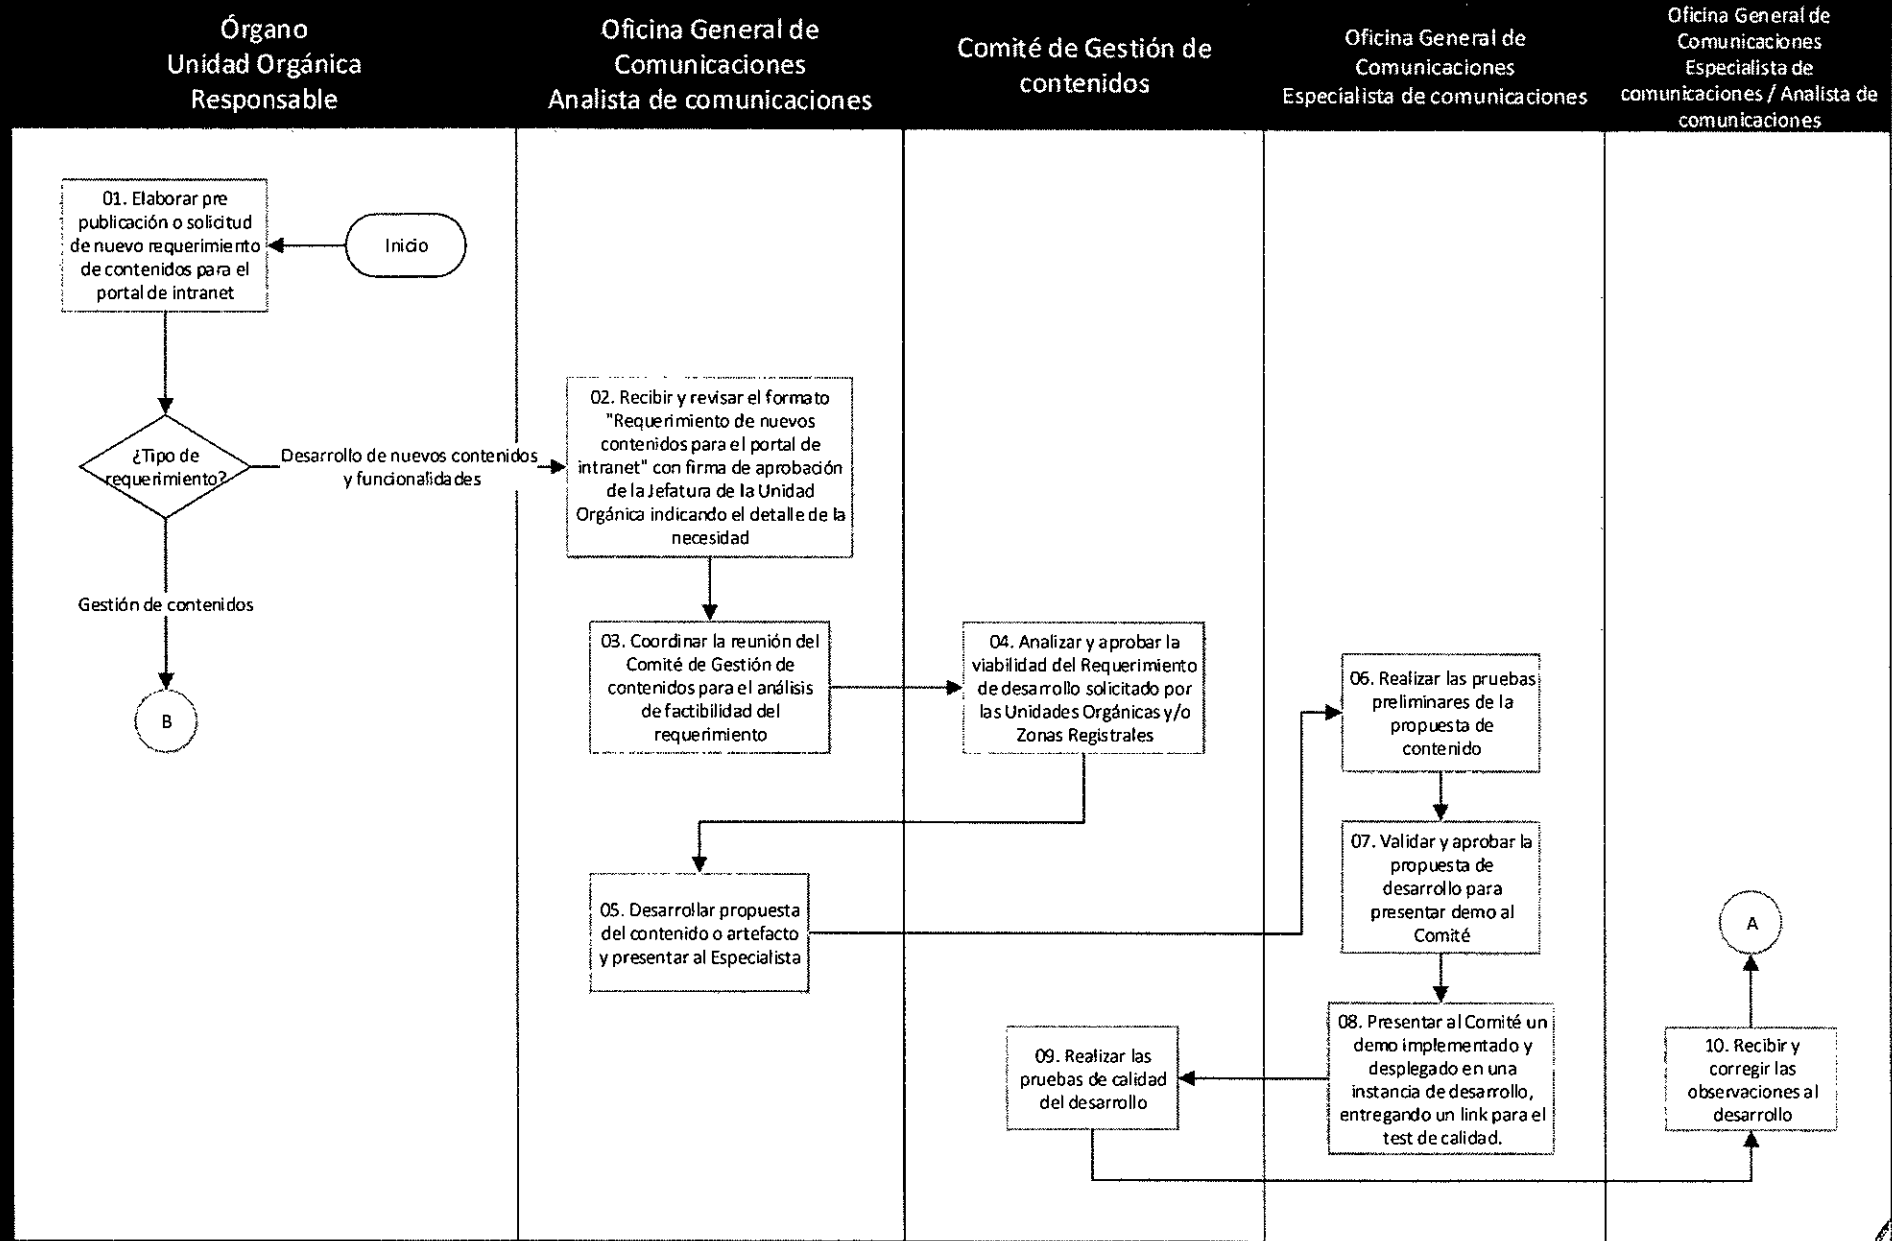 Órgano
Unidad Orgánica
Responsable
Oficina General de
Comunicaciones
Analista de comunicaciones
Comité de Gestión de
contenidos
Oficina General de
Comunicaciones
Especialista de comunicaciones
Oficina General de
Comunicaciones
Especialista de
comunicaciones / Analista de
comunicaciones
01. Elaborar pre
publicación o solicitud
de nuevo requerimiento
de contenidos para el
portal de intranet
Inicio
¿Tipo de
requerimiento?
Desarrollo de nuevos contenidos
y funcionalidades
Gestión de contenidos
B
02. Recibir y revisar el formato
"Requerimiento de nuevos
contenidos para el portal de
intranet" con firma de aprobación
de la Jefatura de la Unidad
Orgánica indicando el detalle de la
necesidad
03. Coordinar la reunión del
Comité de Gestión de
contenidos para el análisis
de factibilidad del
requerimiento
04. Analizar y aprobar la
viabilidad del Requerimiento
de desarrollo solicitado por
las Unidades Orgánicas y/o
Zonas Registrales
05. Desarrollar propuesta
del contenido o artefacto
y presentar al Especialista
06. Realizar las pruebas
preliminares de la
propuesta de
contenido
07. Validar y aprobar la
propuesta de
desarrollo para
presentar demo al
Comité
08. Presentar al Comité un
demo implementado y
desplegado en una
instancia de desarrollo,
entregando un link para el
test de calidad.
09. Realizar las
pruebas de calidad
del desarrollo
10. Recibir y
corregir las
observaciones al
desarrollo
A